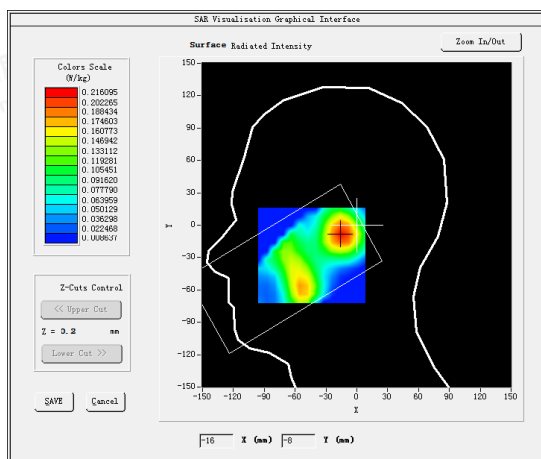 SAR Visualisation Graphical Interface
Surface Radiated Intensity
Zoom In/Out
Colors Scale
(W/kg)
0.216095
0.202265
0.188434
0.174603
0.160773
0.146942
0.133112
0.119281
0.105451
0.091620
0.077790
0.063959
0.050129
0.036298
0.022468
0.008637
Z-Cuts Control
<< Upper Cut
Z = 0.2 mm
Lower Cut >>
SAVE Cancel
150
120
90
60
30
0
-30
-60
-90
-120
-150
Y
-150 -120 -90 -60 -30 0 30 60 90 120 150
X
-16 X (mm) -8 Y (mm)